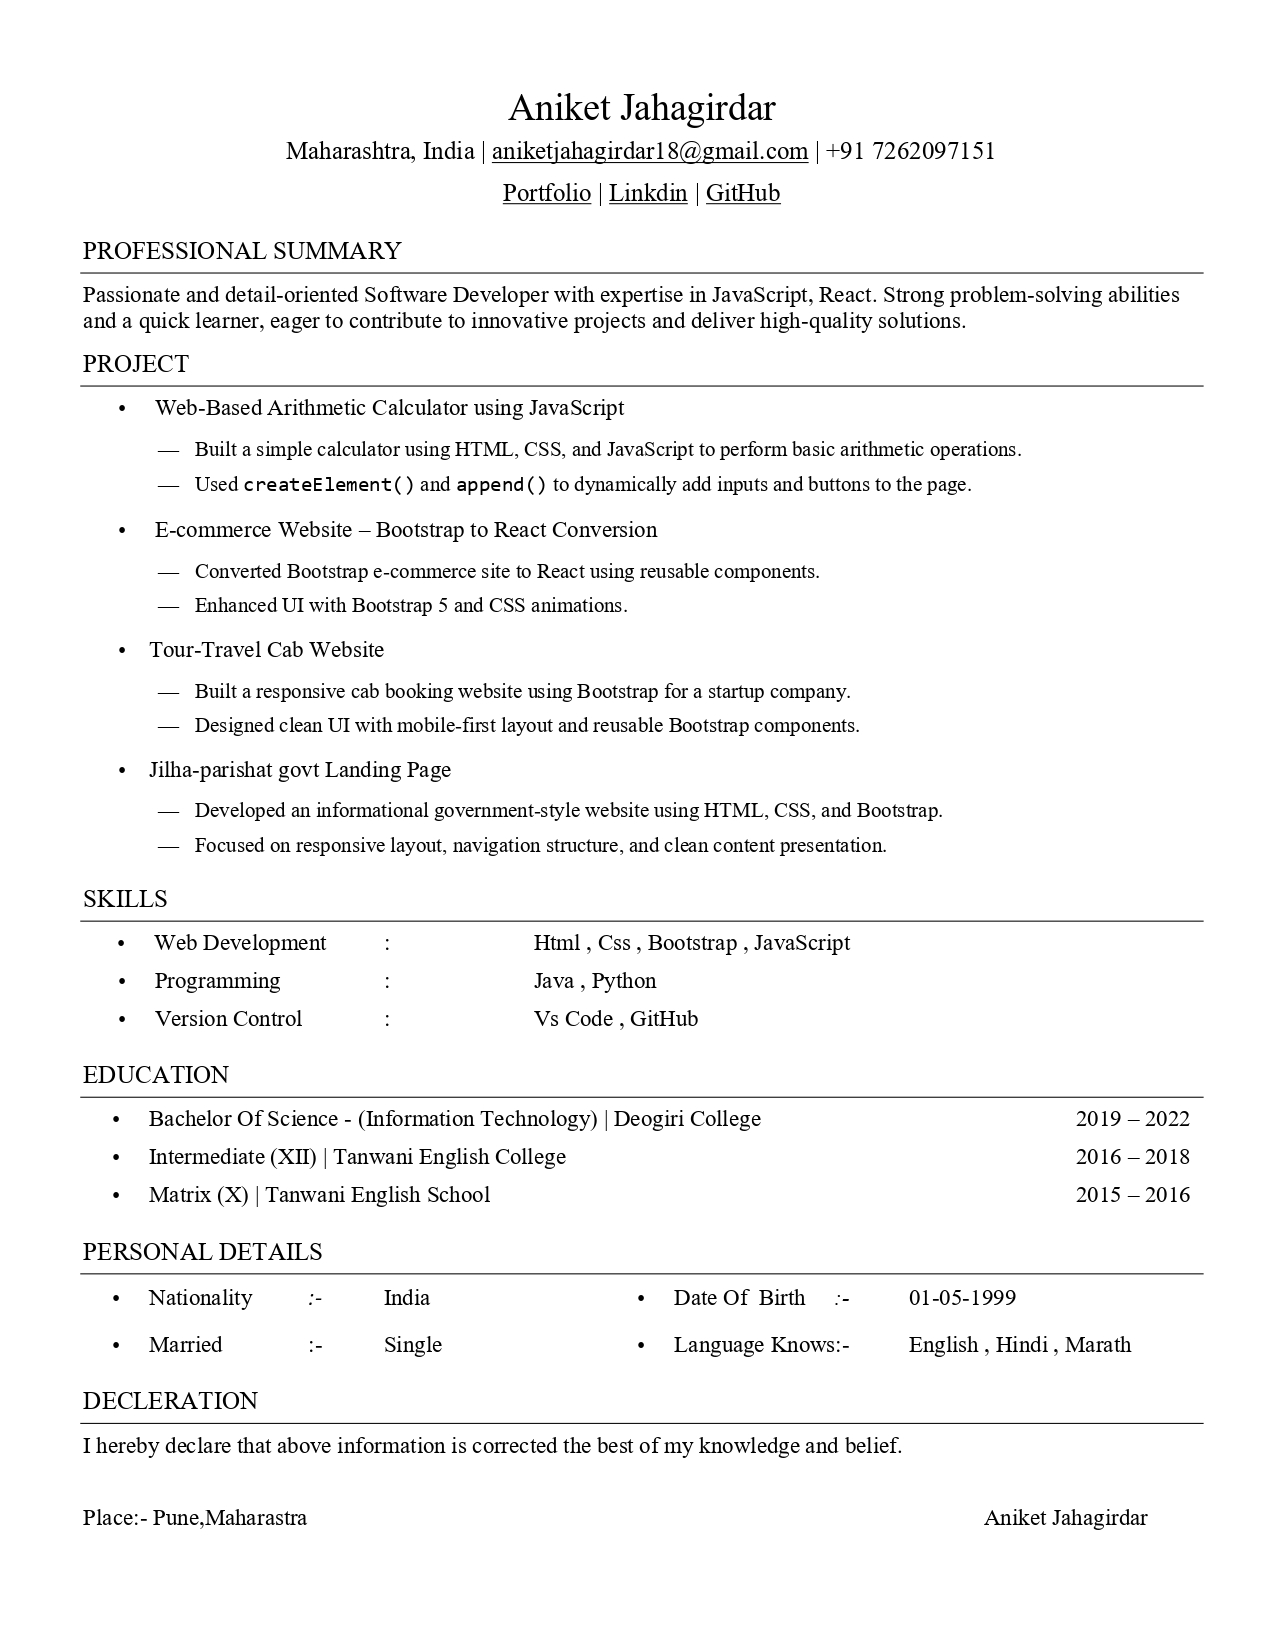 Aniket Jahagirdar
Maharashtra, India | aniketjahagirdar18@gmail.com | +91 7262097151
Portfolio | Linkdin | GitHub
PROFESSIONAL SUMMARY
Passionate and detail-oriented Software Developer with expertise in JavaScript, React. Strong problem-solving abilities
and a quick learner, eager to contribute to innovative projects and deliver high-quality solutions.
PROJECT
• Web-Based Arithmetic Calculator using JavaScript
— Built a simple calculator using HTML, CSS, and JavaScript to perform basic arithmetic operations.
— Used createElement() and append() to dynamically add inputs and buttons to the page.
• E-commerce Website – Bootstrap to React Conversion
— Converted Bootstrap e-commerce site to React using reusable components.
— Enhanced UI with Bootstrap 5 and CSS animations.
• Tour-Travel Cab Website
— Built a responsive cab booking website using Bootstrap for a startup company.
— Designed clean UI with mobile-first layout and reusable Bootstrap components.
• Jilha-parishat govt Landing Page
— Developed an informational government-style website using HTML, CSS, and Bootstrap.
— Focused on responsive layout, navigation structure, and clean content presentation.
SKILLS
• Web Development : Html , Css , Bootstrap , JavaScript
• Programming : Java , Python
• Version Control : Vs Code , GitHub
EDUCATION
• Bachelor Of Science - (Information Technology) | Deogiri College 2019 – 2022
• Intermediate (XII) | Tanwani English College 2016 – 2018
• Matrix (X) | Tanwani English School 2015 – 2016
PERSONAL DETAILS
• Nationality :- India • Date Of Birth :- 01-05-1999
• Married :- Single • Language Knows:- English , Hindi , Marath
DECLERATION
I hereby declare that above information is corrected the best of my knowledge and belief.
Place:- Pune,Maharastra Aniket Jahagirdar